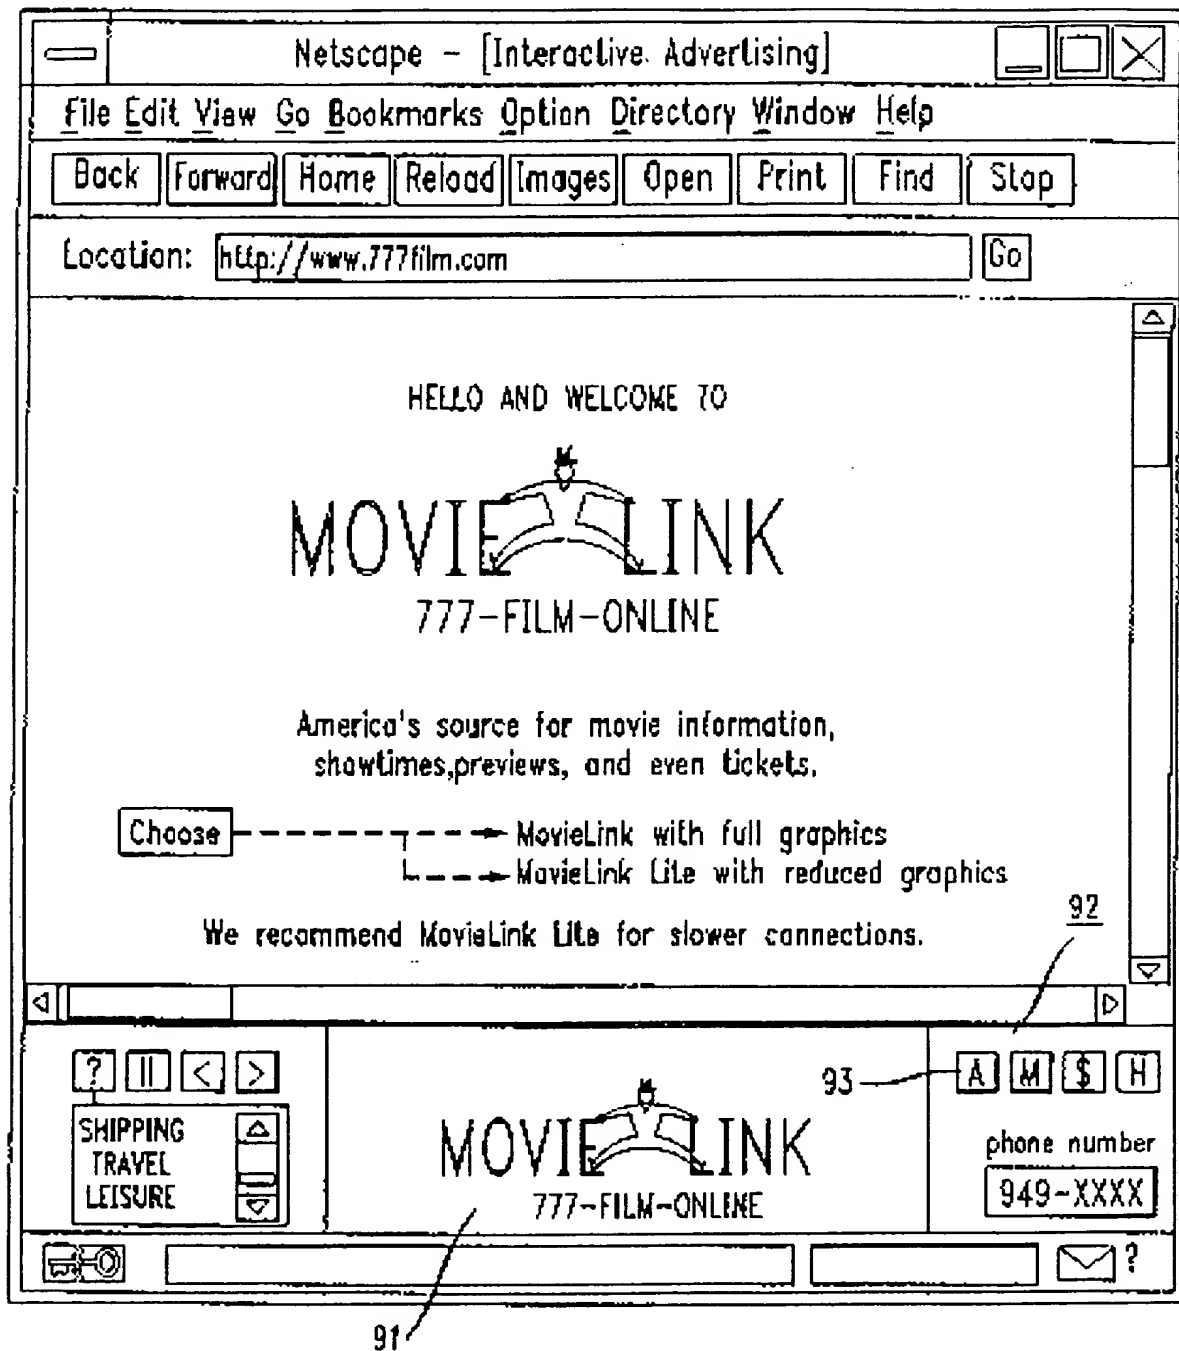 Netscape - [Interactive Advertising]
File Edit View Go Bookmarks Option Directory Window Help
Back Forward Home Reload Images Open Print Find Stop
Location: http://www.777film.com Go
HELLO AND WELCOME TO
M
MOVIE LINK
777-FILM-ONLINE
America's source for movie information,
showtimes,previews, and even tickets.
Choose MovieLink with full graphics
MovieLink Lite with reduced graphics
We recommend MovieLink Lite for slower connections.
92
? || < > 93 A M $ H
SHIPPING
TRAVEL
LEISURE
M
MOVIE LINK
777-FILM-ONLINE
phone number
949-XXXX
?
91